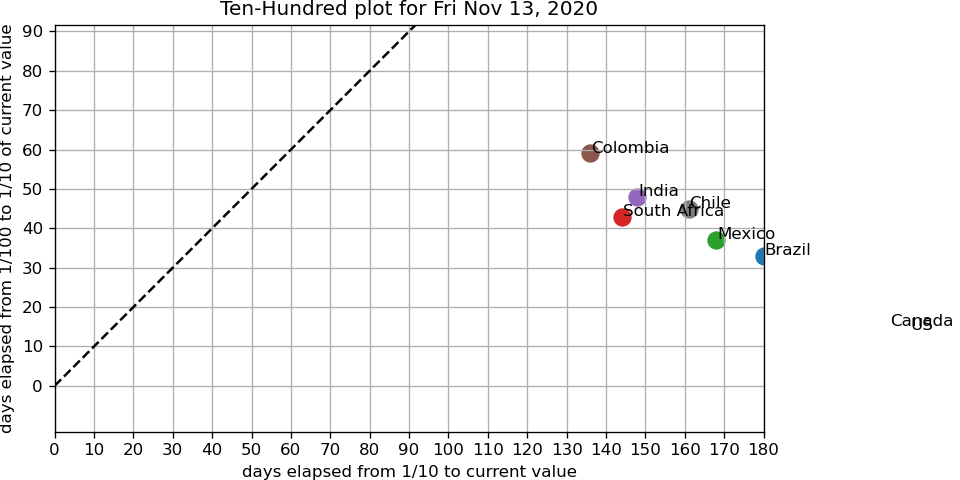 Ten-Hundred plot for Fri Nov 13, 2020
days elapsed from 1/100 to 1/10 of current value
90
80
70
60
50
40
30
20
10
0
Colombia
India
Chile
South Africa
Mexico
Brazil
Canada
US
0 10 20 30 40 50 60 70 80 90 100 110 120 130 140 150 160 170 180
days elapsed from 1/10 to current value